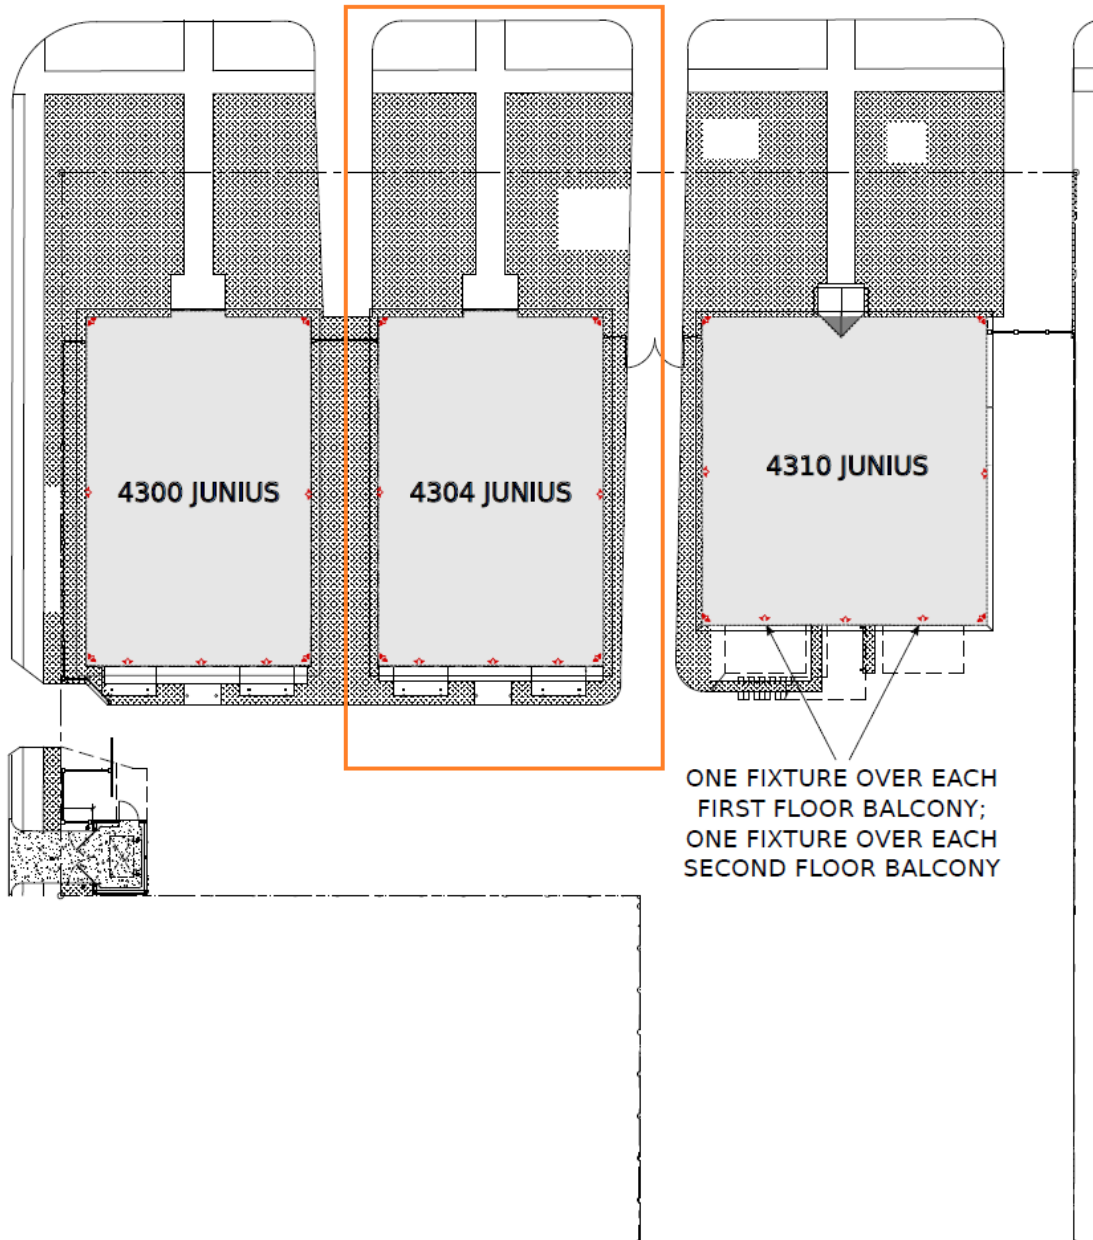 4300 JUNIUS
4304 JUNIUS
4310 JUNIUS
ONE FIXTURE OVER EACH
FIRST FLOOR BALCONY;
ONE FIXTURE OVER EACH
SECOND FLOOR BALCONY